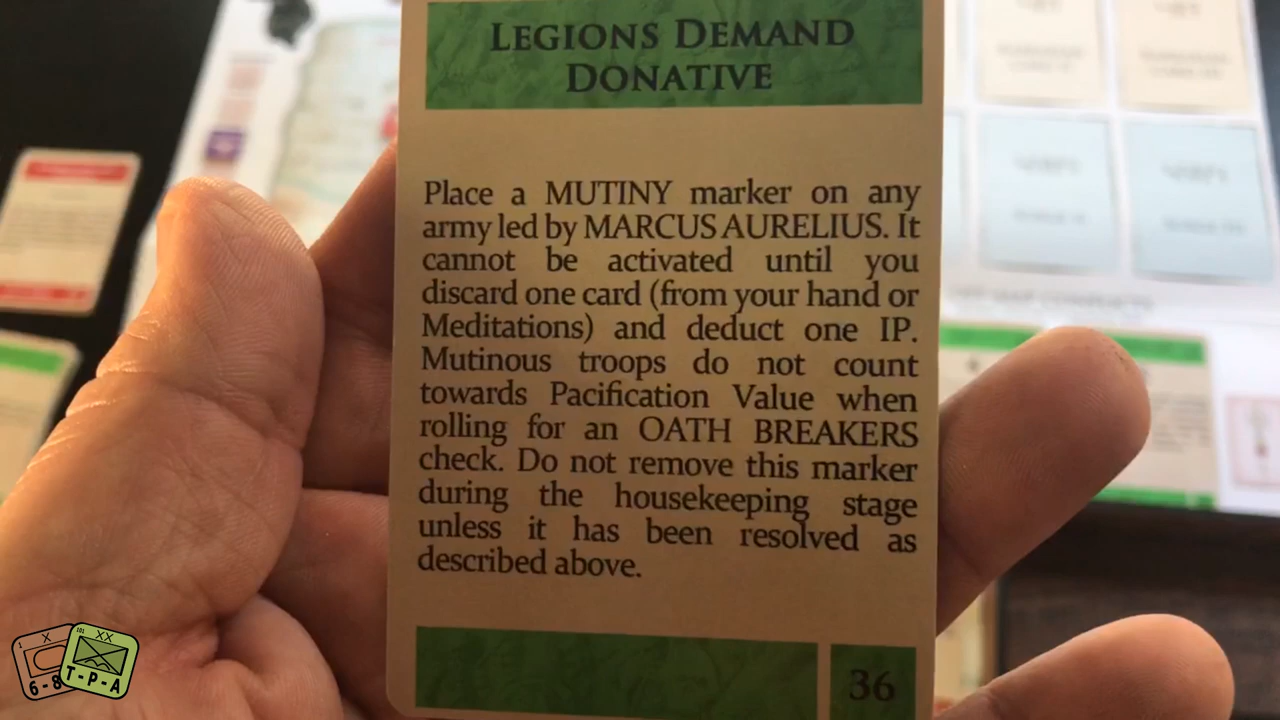 LEGIONS DEMAND
DONATIVE
Place a MUTINY marker on any
army led by MARCUS AURELIUS. It
cannot be activated until you
discard one card (from your hand or
Meditations) and deduct one IP.
Mutinous troops do not count
towards Pacification Value when
rolling for an OATH BREAKERS
check. Do not remove this marker
during the housekeeping stage
unless it has been resolved as
described above.
36
X
1
6-8
101
XX
T-P-A